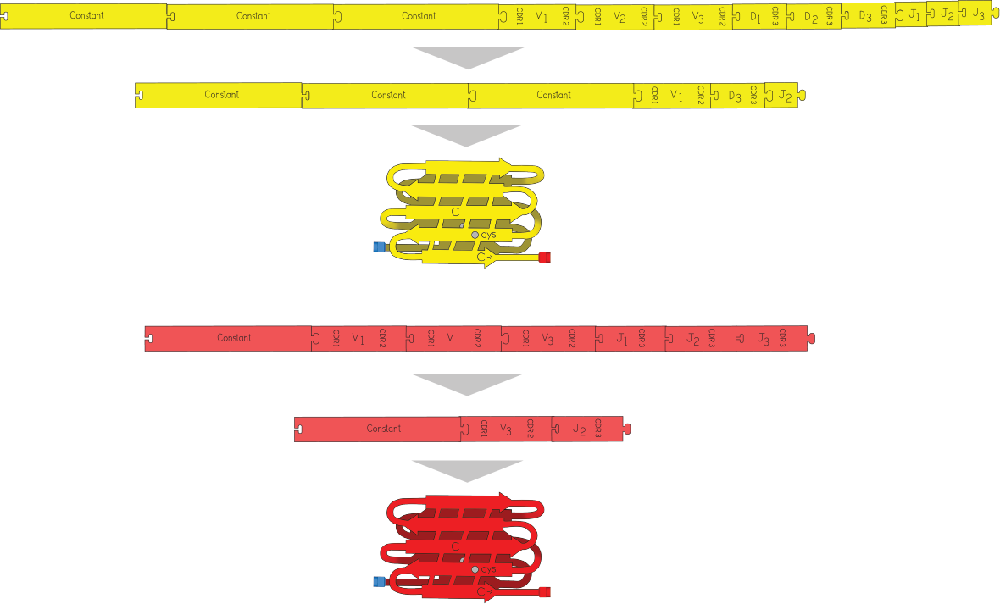 Constant Constant Constant CDR1 V1 CDR2 CDR1 V2 CDR2 CDR1 V3 CDR2 D1 CDR3 D2 CDR3 D3 CDR3 J1 J2 J3
Constant Constant Constant CDR1 V1 CDR2 D3 CDR3 J2
C
cys
C→
Constant CDR1 V1 CDR2 CDR1 V CDR2 CDR1 V3 CDR2 J1 CDR3 J2 CDR3 J3 CDR3
Constant CDR1 V3 CDR2 J2 CDR3
C
cys
C→